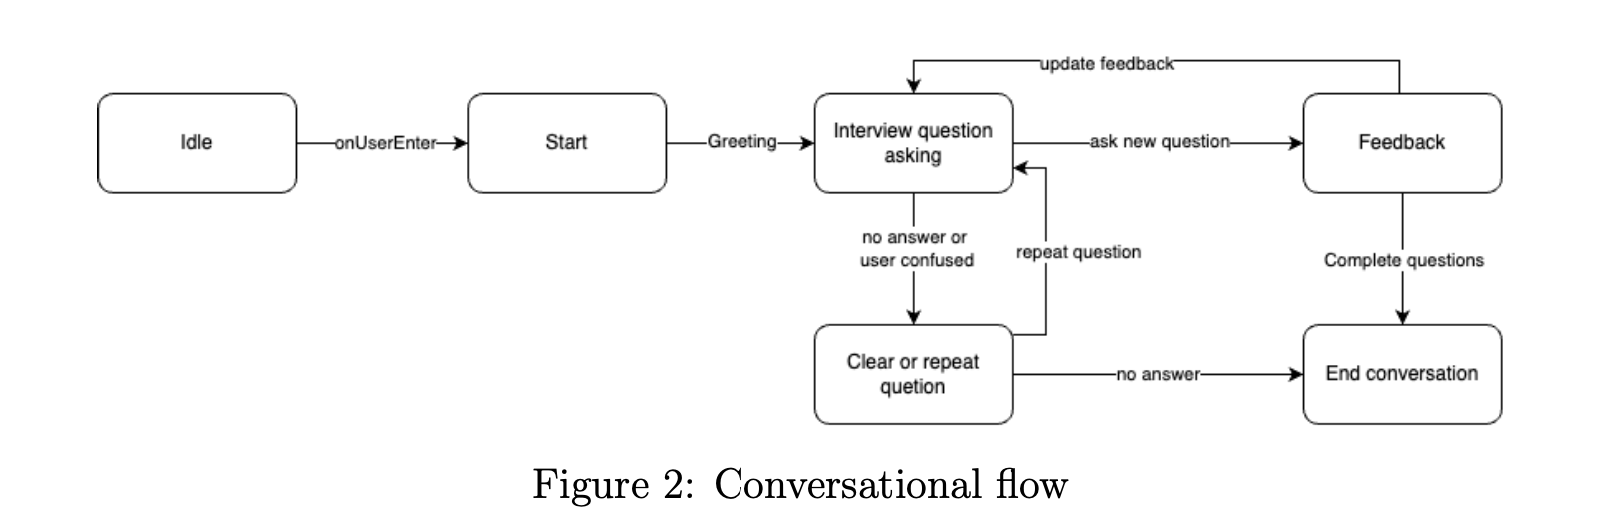 update feedback
Idle
onUserEnter
Start
Greeting
Interview question
asking
ask new question
Feedback
no answer or
user confused
repeat question
Complete questions
Clear or repeat
quetion
no answer
End conversation
Figure 2: Conversational flow